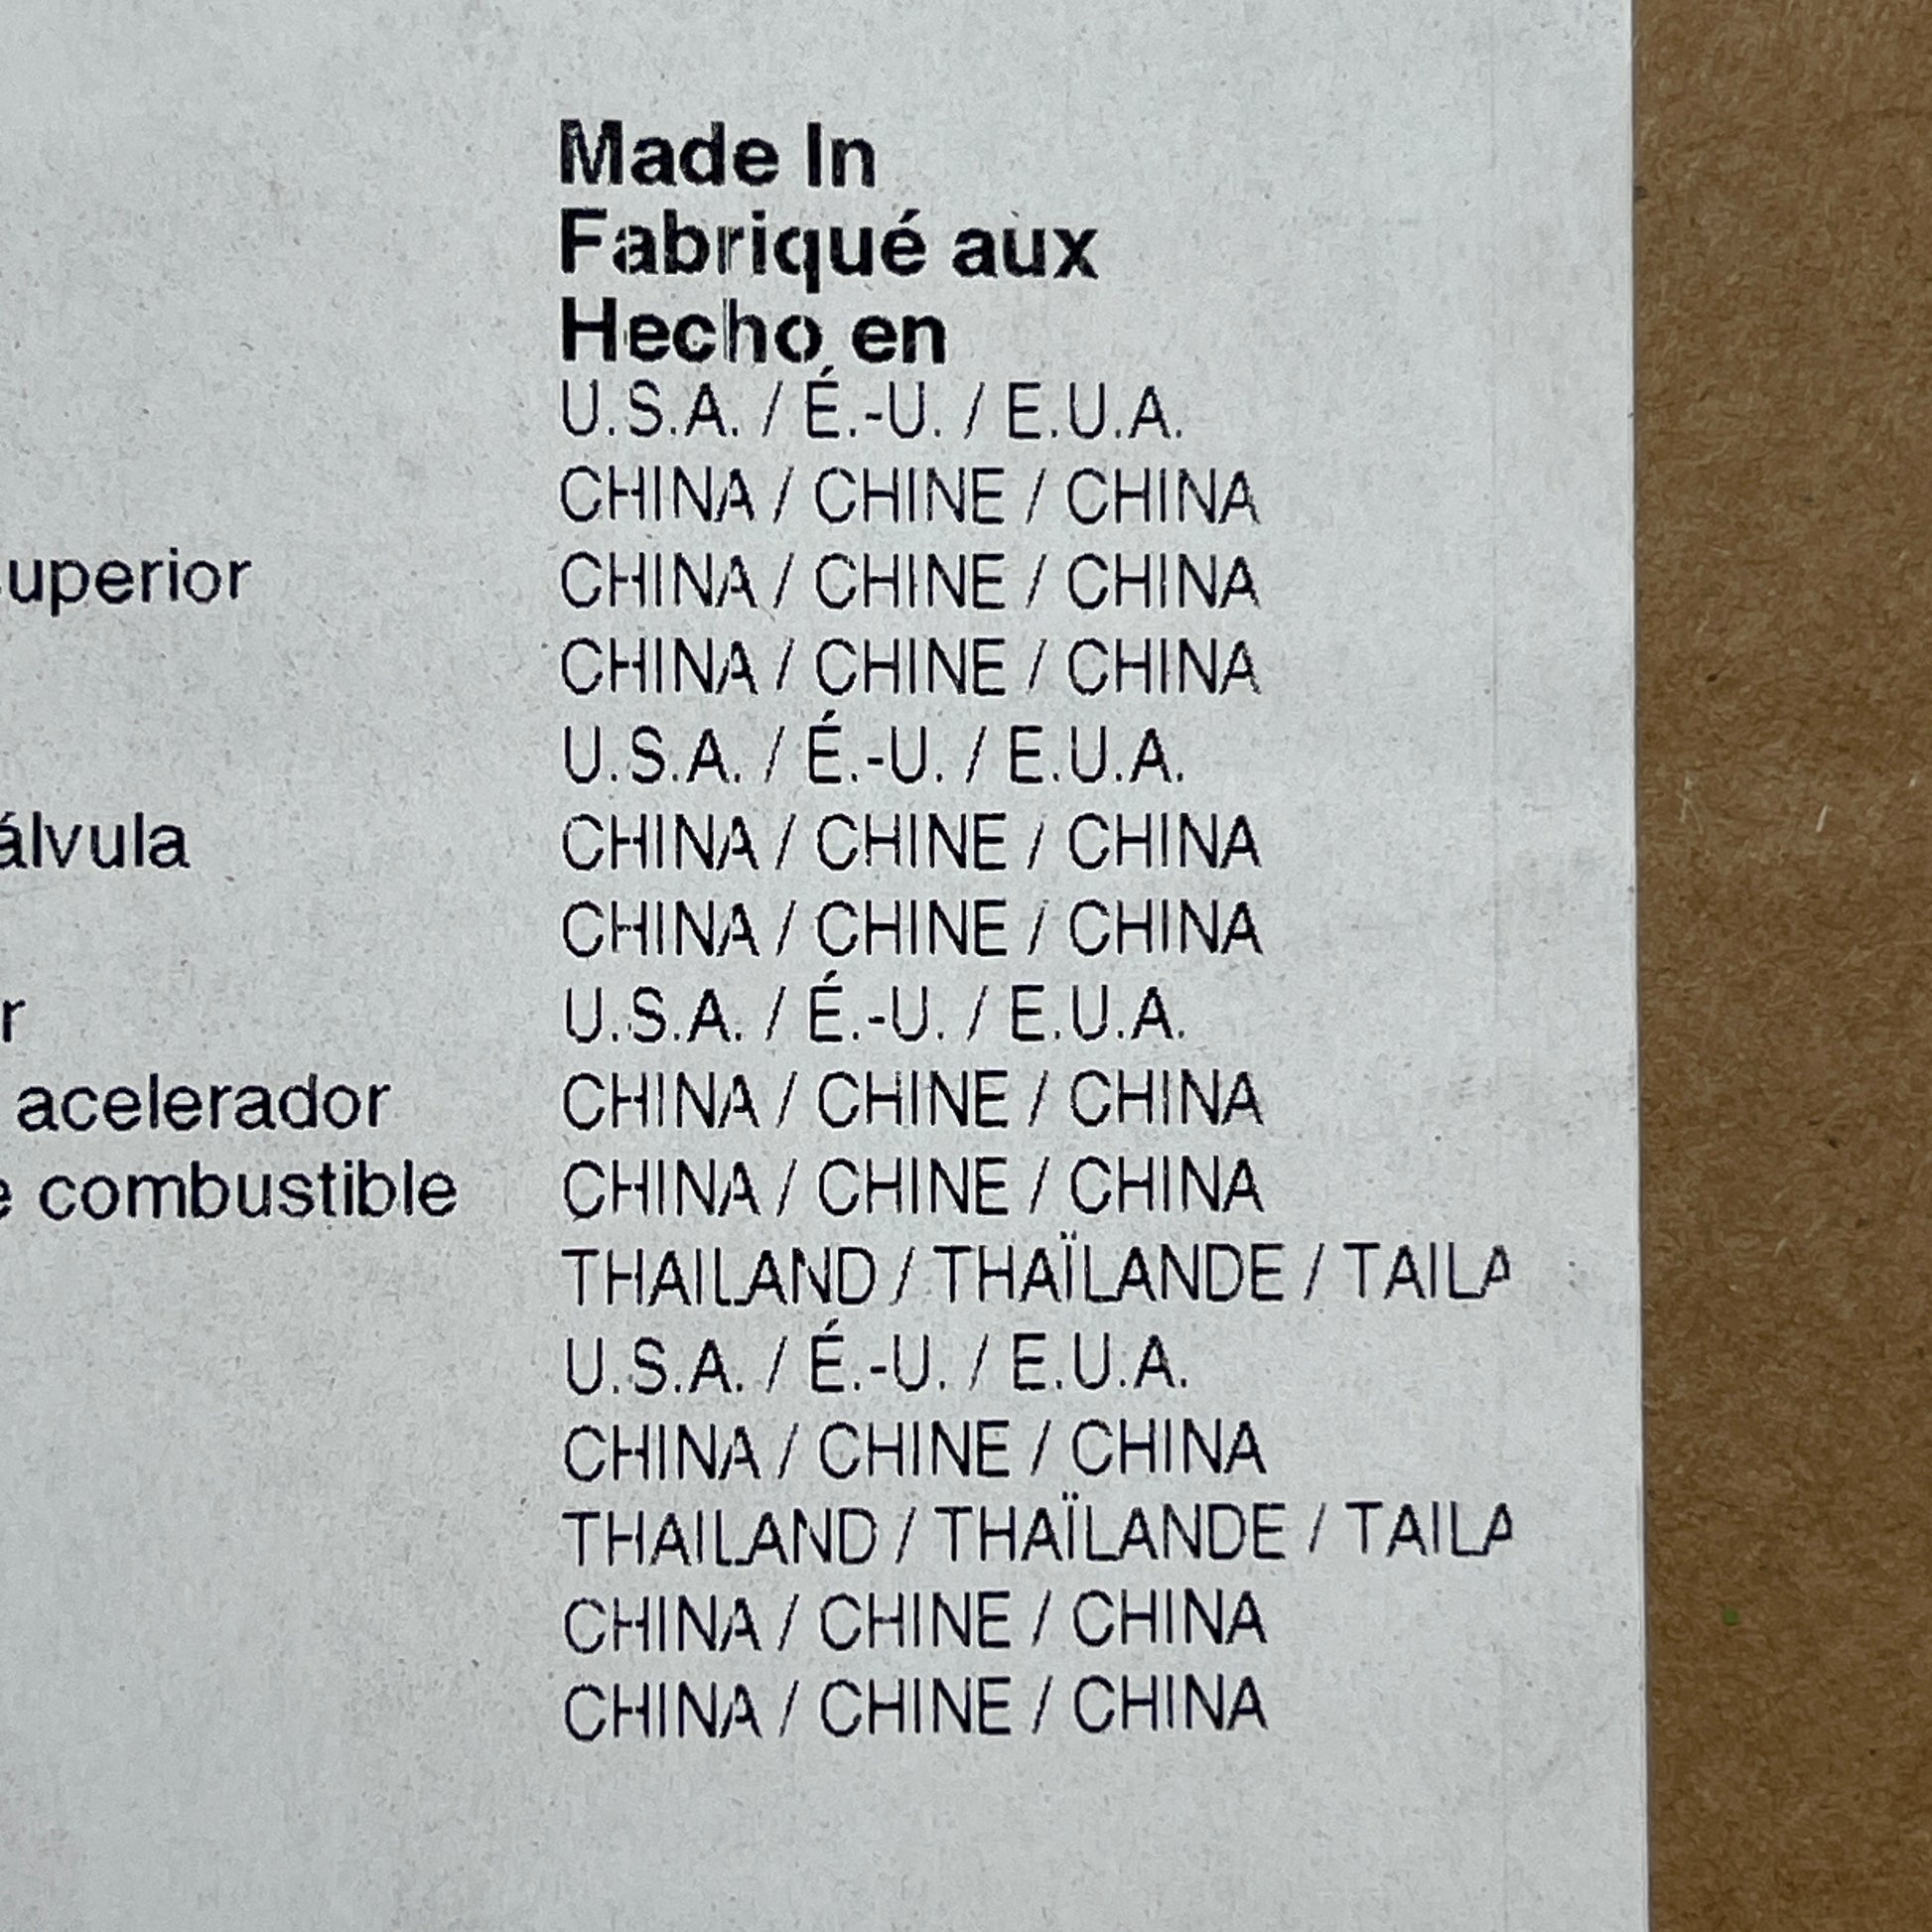 Made In
Fabriqué aux
Hecho en
U.S.A. / É.-U. / E.U.A.
CHINA / CHINE / CHINA
uperior CHINA / CHINE / CHINA
CHINA / CHINE / CHINA
U.S.A. / É.-U. / E.U.A.
álvula CHINA / CHINE / CHINA
CHINA / CHINE / CHINA
r U.S.A. / É.-U. / E.U.A.
acelerador CHINA / CHINE / CHINA
e combustible CHINA / CHINE / CHINA
THAILAND / THAÏLANDE / TAILA
U.S.A. / É.-U. / E.U.A.
CHINA / CHINE / CHINA
THAILAND / THAÏLANDE / TAILA
CHINA / CHINE / CHINA
CHINA / CHINE / CHINA